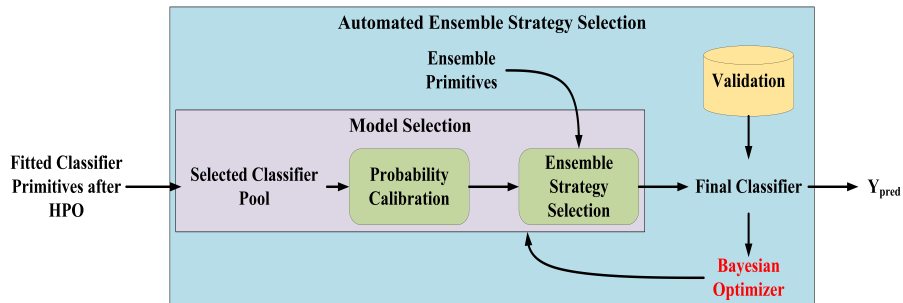 Automated Ensemble Strategy Selection
Ensemble
Primitives
Validation
Model Selection
Fitted Classifier
Primitives after
HPO
Selected Classifier
Pool
Probability
Calibration
Ensemble
Strategy
Selection
Final Classifier
Ypred
Bayesian
Optimizer